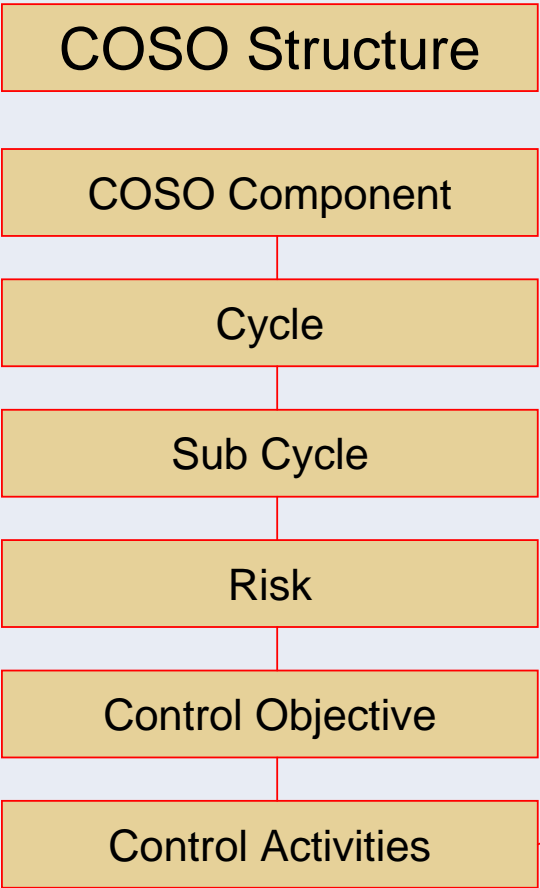 COSO Structure
COSO Component
Cycle
Sub Cycle
Risk
Control Objective
Control Activities